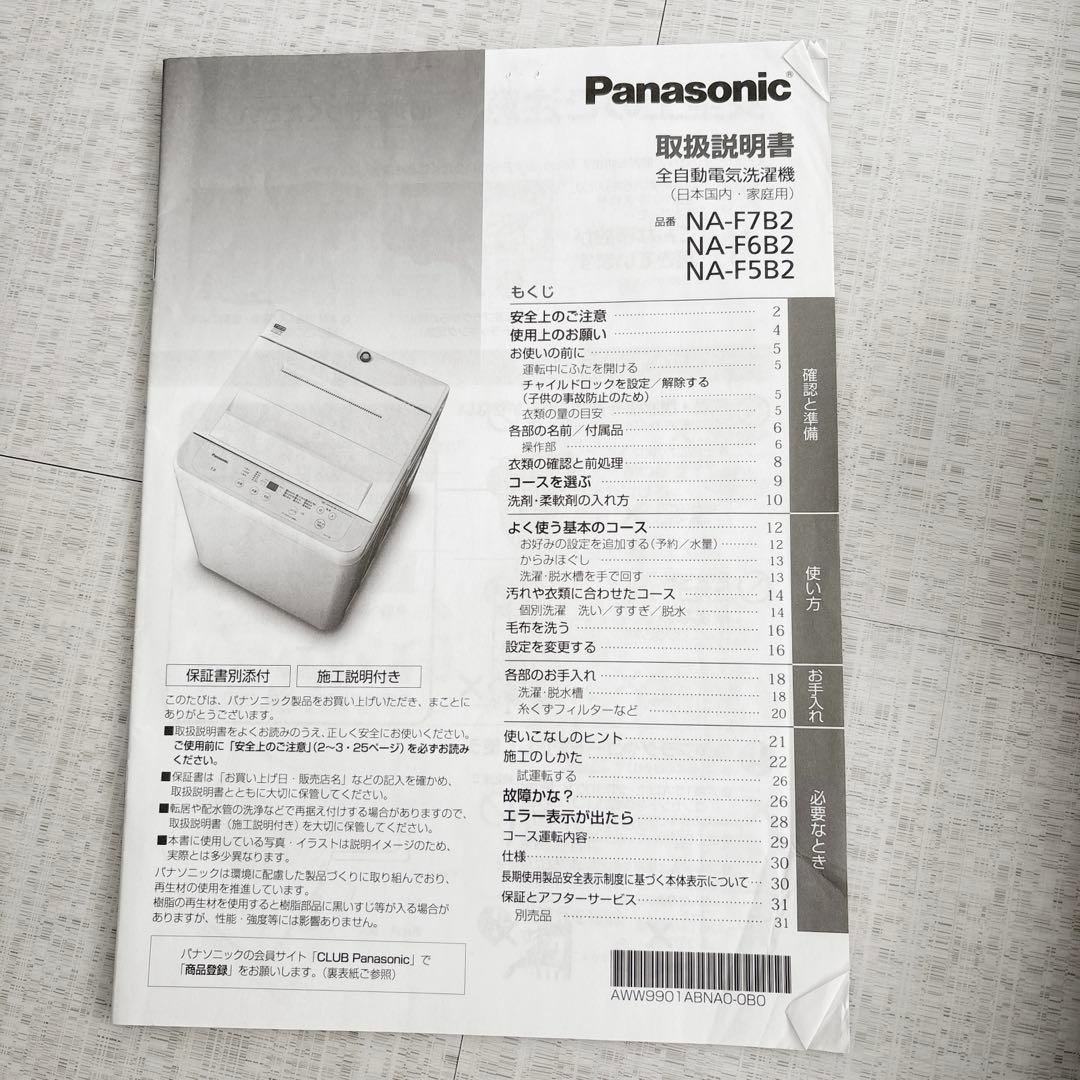 Panasonic®
取扱説明書
全自動電気洗濯機
(日本国内・家庭用)
品番 NA-F7B2
NA-F6B2
NA-F5B2
もくじ
安全上のご注意 2
使用上のお願い 4
お使いの前に 5
運転中にふたを開ける 5
チャイルドロックを設定/解除する
(子供の事故防止のため) 5
衣類の量の目安 5
各部の名前/付属品 6
操作部 6
衣類の確認と前処理 8
コースを選ぶ 9
洗剤・柔軟剤の入れ方 10
確認と準備
よく使う基本のコース 12
お好みの設定を追加する(予約/水量) 12
からみほぐし 13
洗濯・脱水槽を手で回す 13
汚れや衣類に合わせたコース 14
個別洗濯 洗い/すすぎ/脱水 14
毛布を洗う 16
設定を変更する 16
使い方
各部のお手入れ 18
洗濯・脱水槽 18
糸くずフィルターなど 20
お手入れ
使いこなしのヒント 21
施工のしかた 22
試運転する 26
故障かな? 26
エラー表示が出たら 28
コース運転内容 29
仕様 30
長期使用製品安全表示制度に基づく本体表示について 30
保証とアフターサービス 31
別売品 31
必要なとき
Panasonic
保証書別添付
施工説明付き
このたびは、パナソニック製品をお買い上げいただき、まことに
ありがとうございます。
■取扱説明書をよくお読みのうえ、正しく安全にお使いください。
ご使用前に「安全上のご注意」(2~3・25ページ)を必ずお読み
ください。
■保証書は「お買い上げ日・販売店名」などの記入を確かめ、
取扱説明書とともに大切に保管してください。
■転居や配水管の洗浄などで再据え付けする場合がありますので、
取扱説明書(施工説明付き)を大切に保管してください。
■本書に使用している写真・イラストは説明イメージのため、
実際とは多少異なります。
パナソニックは環境に配慮した製品づくりに取り組んでおり、
再生材の使用を推進しています。
樹脂の再生材を使用すると樹脂部品に黒いすじ等が入る場合が
ありますが、性能・強度等には影響ありません。
パナソニックの会員サイト「CLUB Panasonic」で
「商品登録」をお願いします。(裏表紙ご参照)
AWW9901ABNA0-0B0